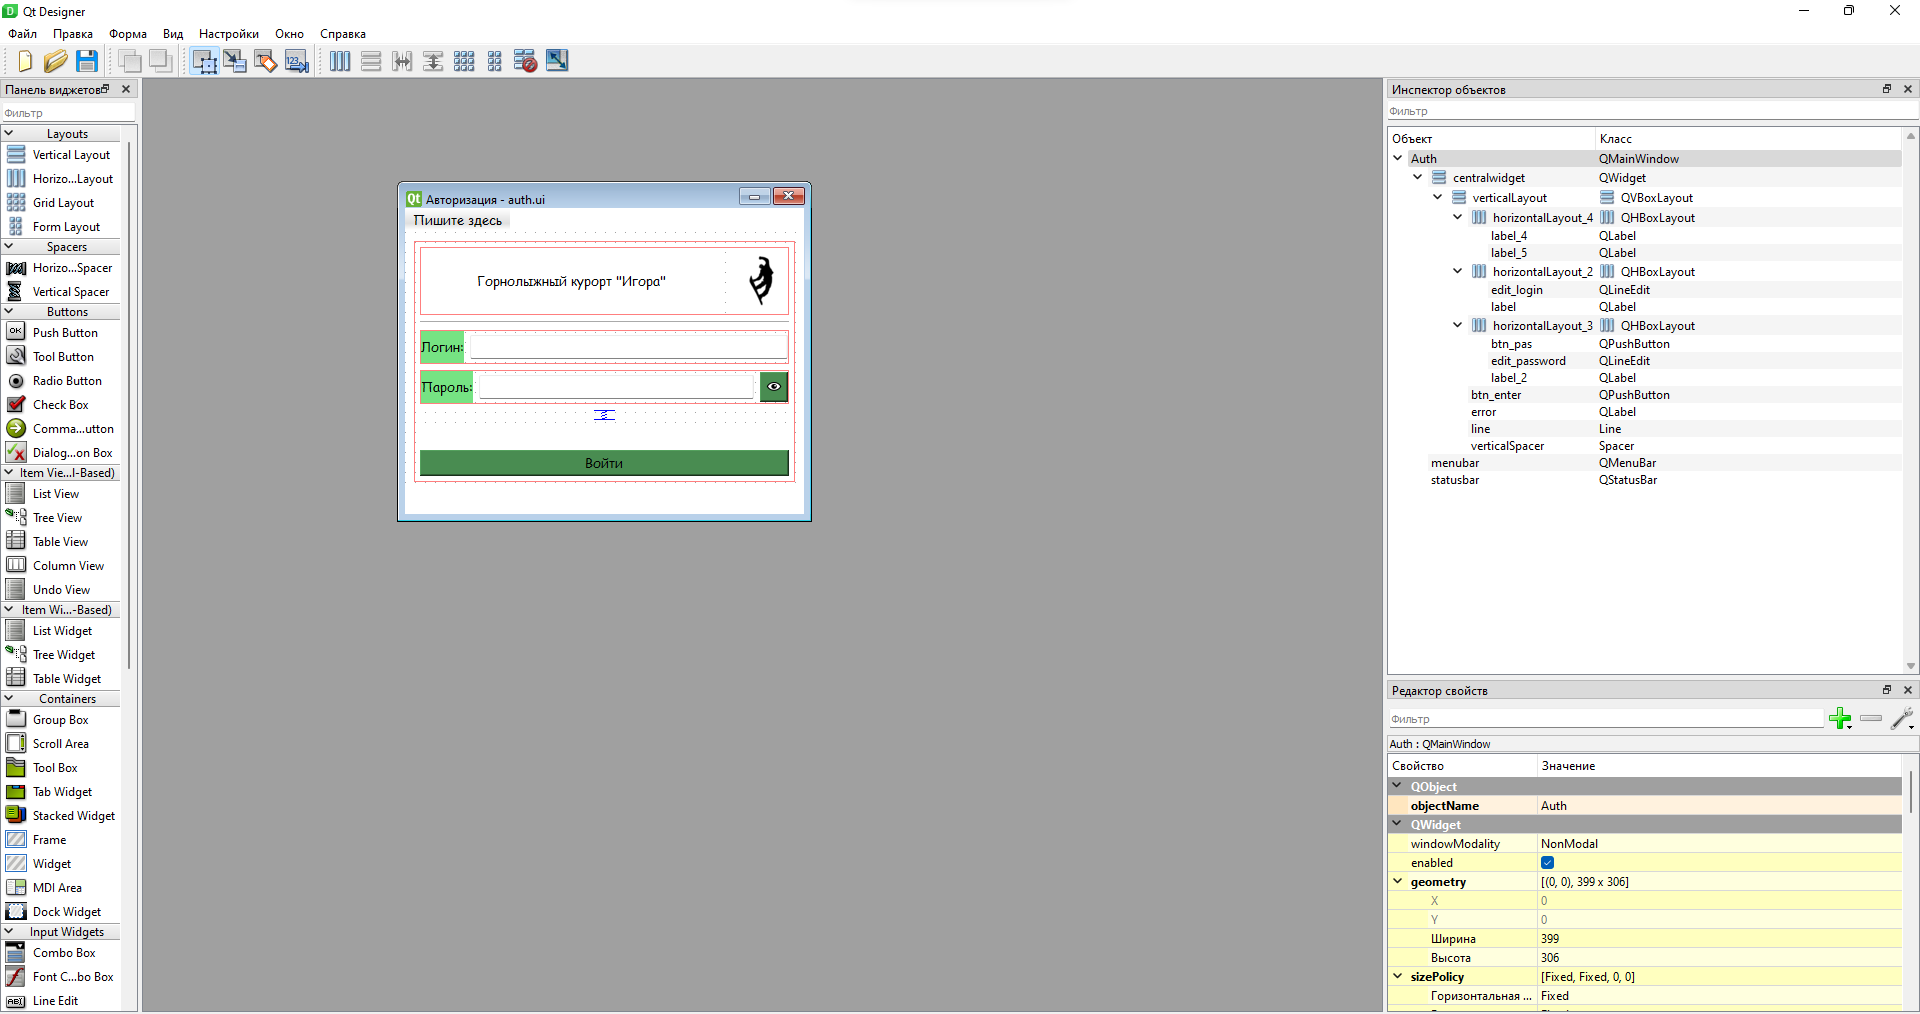 Qt Designer
Файл Правка Форма Вид Настройки Окно Справка
Панель виджетов
Фильтр
Layouts
Vertical Layout
Horizo...Layout
Grid Layout
Form Layout
Spacers
Horizo...Spacer
Vertical Spacer
Buttons
Push Button
Tool Button
Radio Button
Check Box
Comma...utton
Dialog...on Box
Item Vie...l-Based)
List View
Tree View
Table View
Column View
Undo View
Item Wi...-Based)
List Widget
Tree Widget
Table Widget
Containers
Group Box
Scroll Area
Tool Box
Tab Widget
Stacked Widget
Frame
Widget
MDI Area
Dock Widget
Input Widgets
Combo Box
Font C...bo Box
Line Edit
Авторизация - auth.ui
Пишите здесь
Горнолыжный курорт "Игора"
Логин:
Пароль:
Войти
Инспектор объектов
Фильтр
Объект Класс
Auth QMainWindow
centralwidget QWidget
verticalLayout QVBoxLayout
horizontalLayout_4 QHBoxLayout
label_4 QLabel
label_5 QLabel
horizontalLayout_2 QHBoxLayout
edit_login QLineEdit
label QLabel
horizontalLayout_3 QHBoxLayout
btn_pas QPushButton
edit_password QLineEdit
label_2 QLabel
btn_enter QPushButton
error QLabel
line Line
verticalSpacer Spacer
menubar QMenuBar
statusbar QStatusBar
Редактор свойств
Фильтр
Auth : QMainWindow
Свойство Значение
QObject
objectName Auth
QWidget
windowModality NonModal
enabled
geometry [(0, 0), 399 x 306]
X 0
Y 0
Ширина 399
Высота 306
sizePolicy [Fixed, Fixed, 0, 0]
Горизонтальная ... Fixed